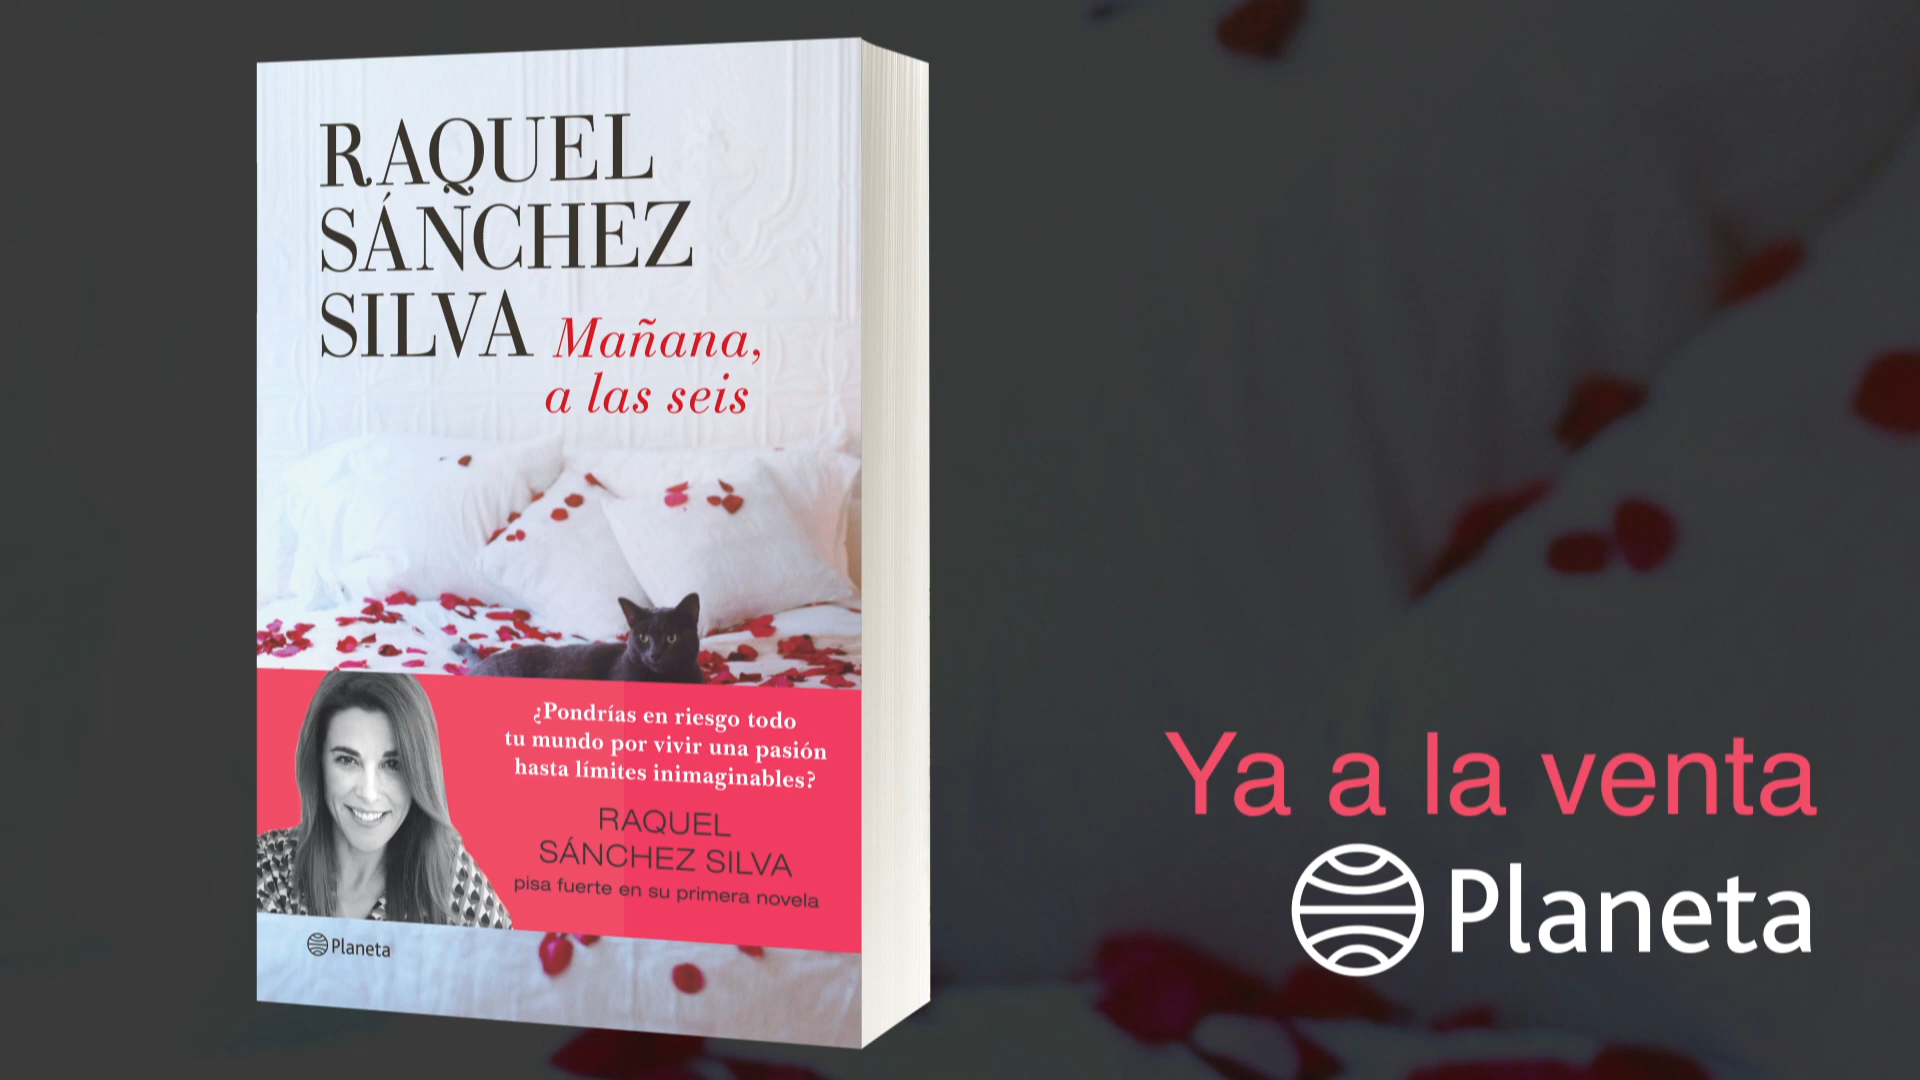 RAQUEL
SÁNCHEZ
SILVA
Mañana,
a las seis
¿Pondrías en riesgo todo
tu mundo por vivir una pasión
hasta límites inimaginables?
RAQUEL
SÁNCHEZ SILVA
pisa fuerte en su primera novela
Planeta
Ya a la venta
Planeta